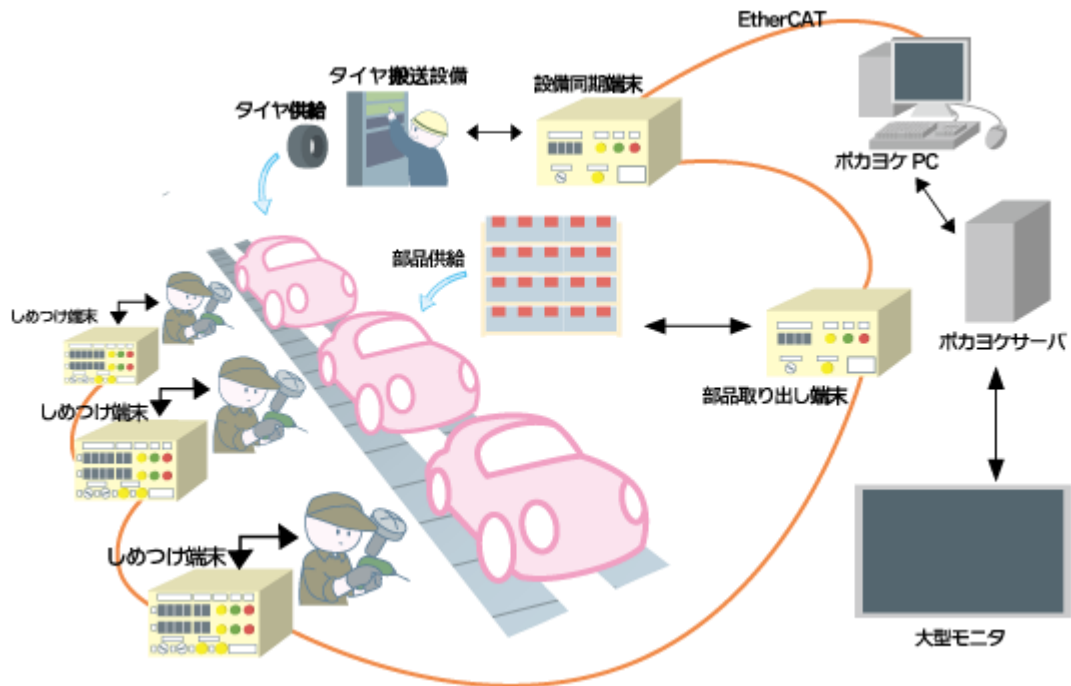 EtherCAT
タイヤ搬送設備
設備同期端末
タイヤ供給
ポカヨケ PC
部品供給
しめつけ端末
ポカヨケサーバ
部品取り出し端末
しめつけ端末
しめつけ端末
大型モニタ